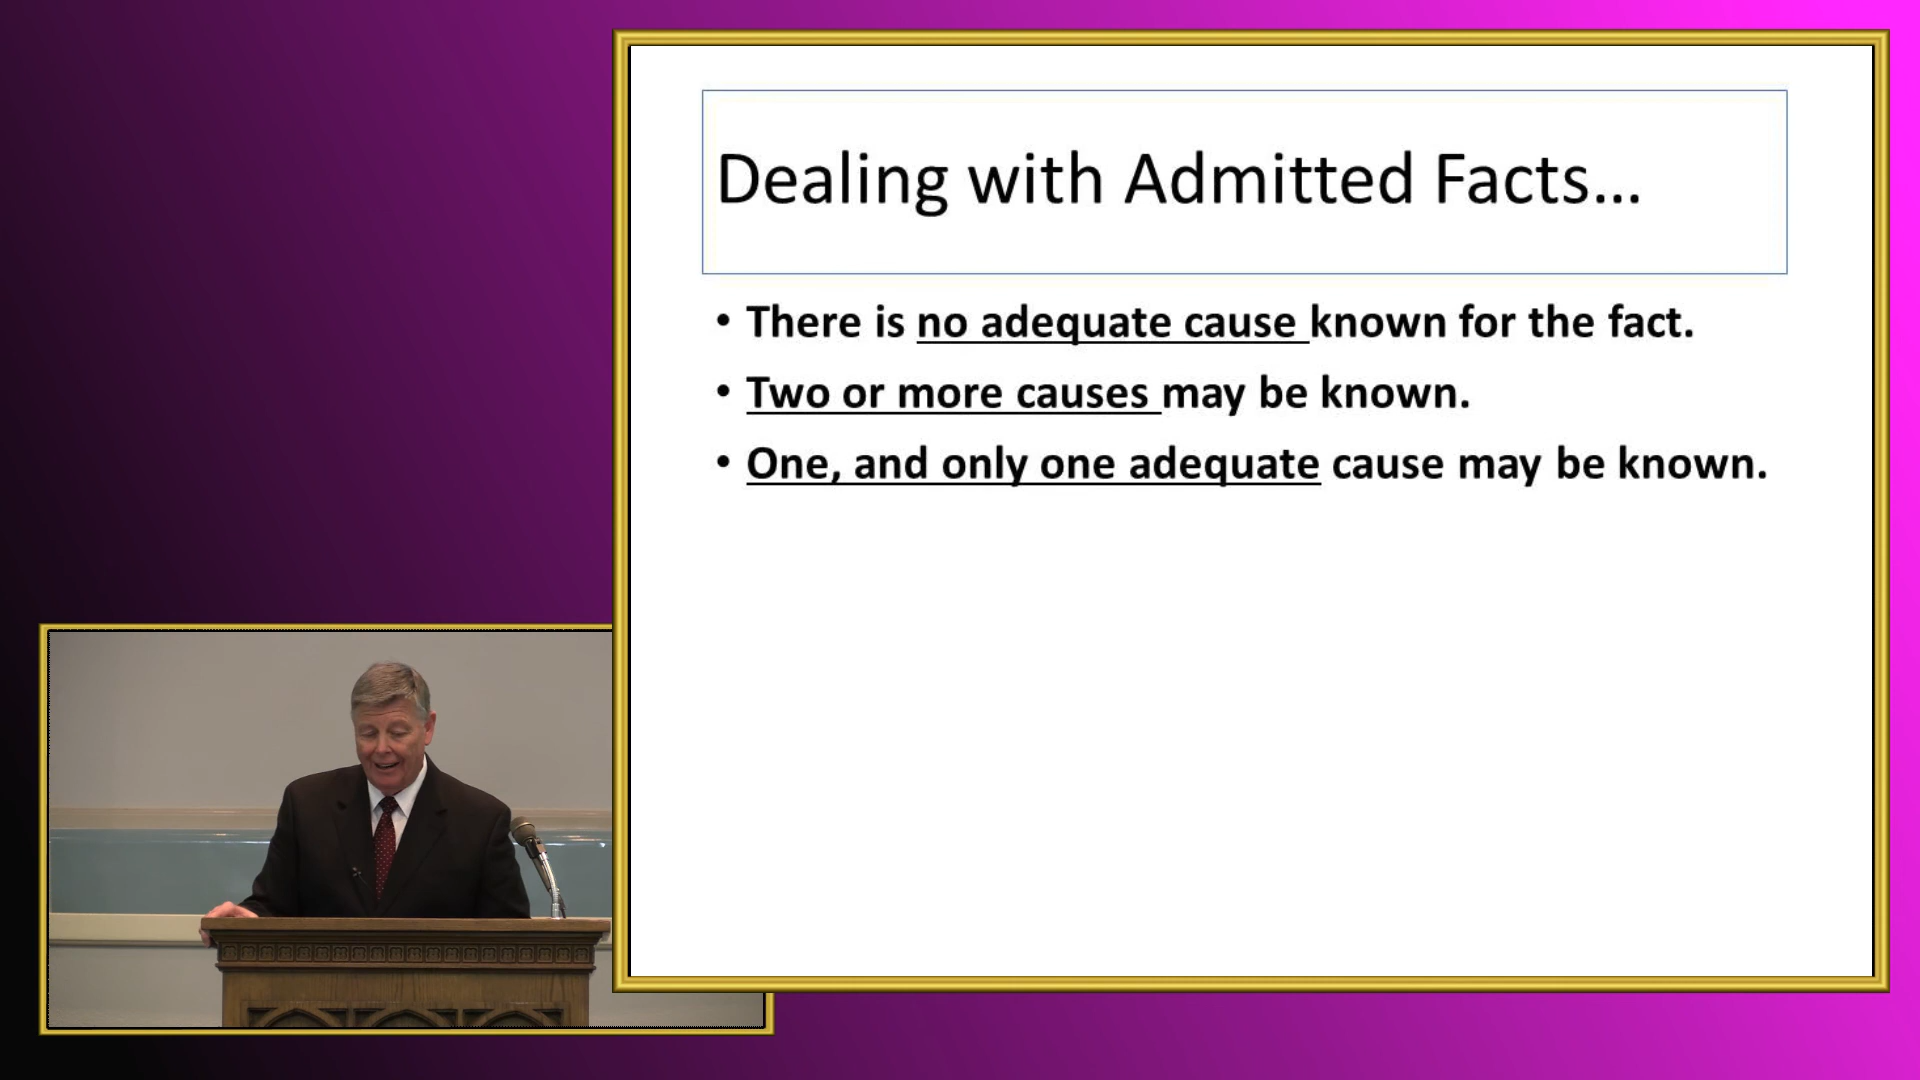 Dealing with Admitted Facts...
• There is no adequate cause known for the fact.
• Two or more causes may be known.
• One, and only one adequate cause may be known.